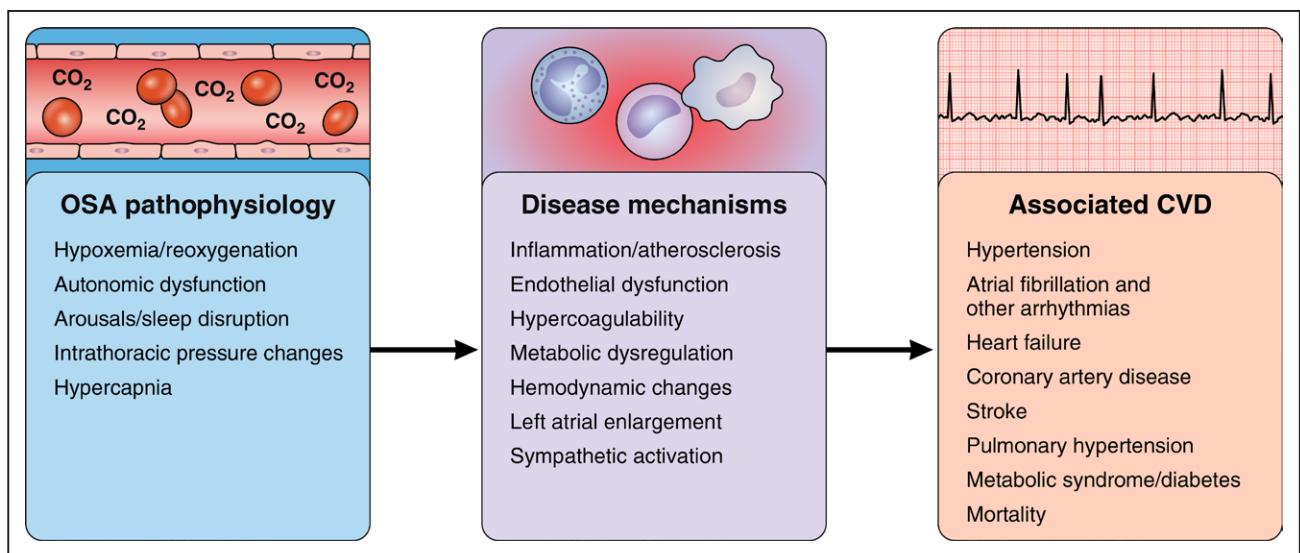 CO₂
CO₂
CO₂
CO₂
CO₂
OSA pathophysiology
Hypoxemia/reoxygenation
Autonomic dysfunction
Arousals/sleep disruption
Intrathoracic pressure changes
Hypercapnia
Disease mechanisms
Inflammation/atherosclerosis
Endothelial dysfunction
Hypercoagulability
Metabolic dysregulation
Hemodynamic changes
Left atrial enlargement
Sympathetic activation
Associated CVD
Hypertension
Atrial fibrillation and
other arrhythmias
Heart failure
Coronary artery disease
Stroke
Pulmonary hypertension
Metabolic syndrome/diabetes
Mortality